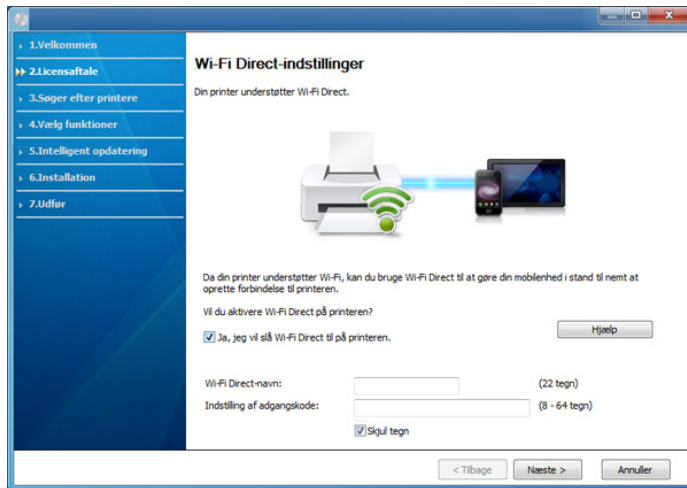 1.Velkommen
2.Licensaftale
3.Søger efter printere
4.Vælg funktioner
5.Intelligent opdatering
6.Installation
7.Udfør
Wi-Fi Direct-indstillinger
Din printer understøtter Wi-Fi Direct.
Da din printer understøtter Wi-Fi, kan du bruge Wi-Fi Direct til at gøre din mobilenhed i stand til nemt at
oprette forbindelse til printeren.
Vil du aktivere Wi-Fi Direct på printeren?
Ja, jeg vil slå Wi-Fi Direct til på printeren.
Hjælp
Wi-Fi Direct-navn:
(22 tegn)
Indstilling af adgangskode:
(8 - 64 tegn)
Skjul tegn
< Tilbage
Næste >
Annuller